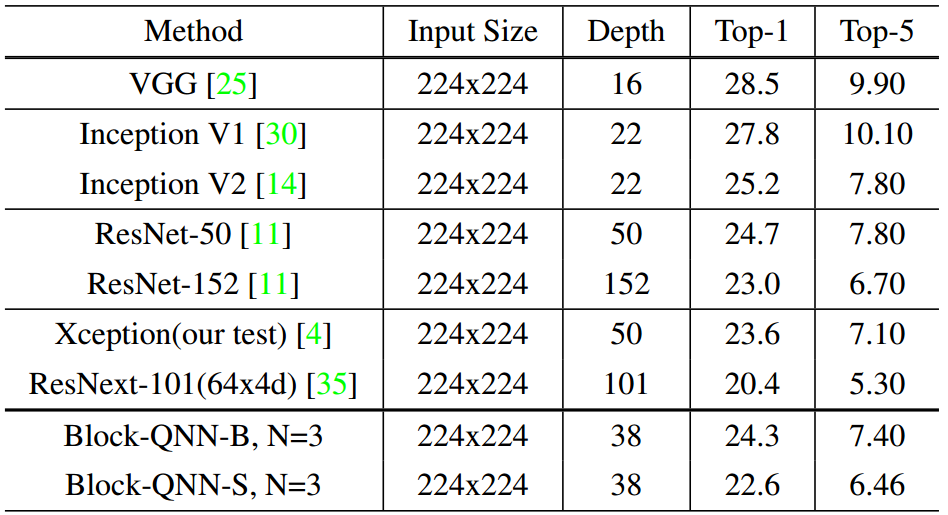 Method Input Size Depth Top-1 Top-5
VGG [25] 224x224 16 28.5 9.90
Inception V1 [30] 224x224 22 27.8 10.10
Inception V2 [14] 224x224 22 25.2 7.80
ResNet-50 [11] 224x224 50 24.7 7.80
ResNet-152 [11] 224x224 152 23.0 6.70
Xception(our test) [4] 224x224 50 23.6 7.10
ResNext-101(64x4d) [35] 224x224 101 20.4 5.30
Block-QNN-B, N=3 224x224 38 24.3 7.40
Block-QNN-S, N=3 224x224 38 22.6 6.46